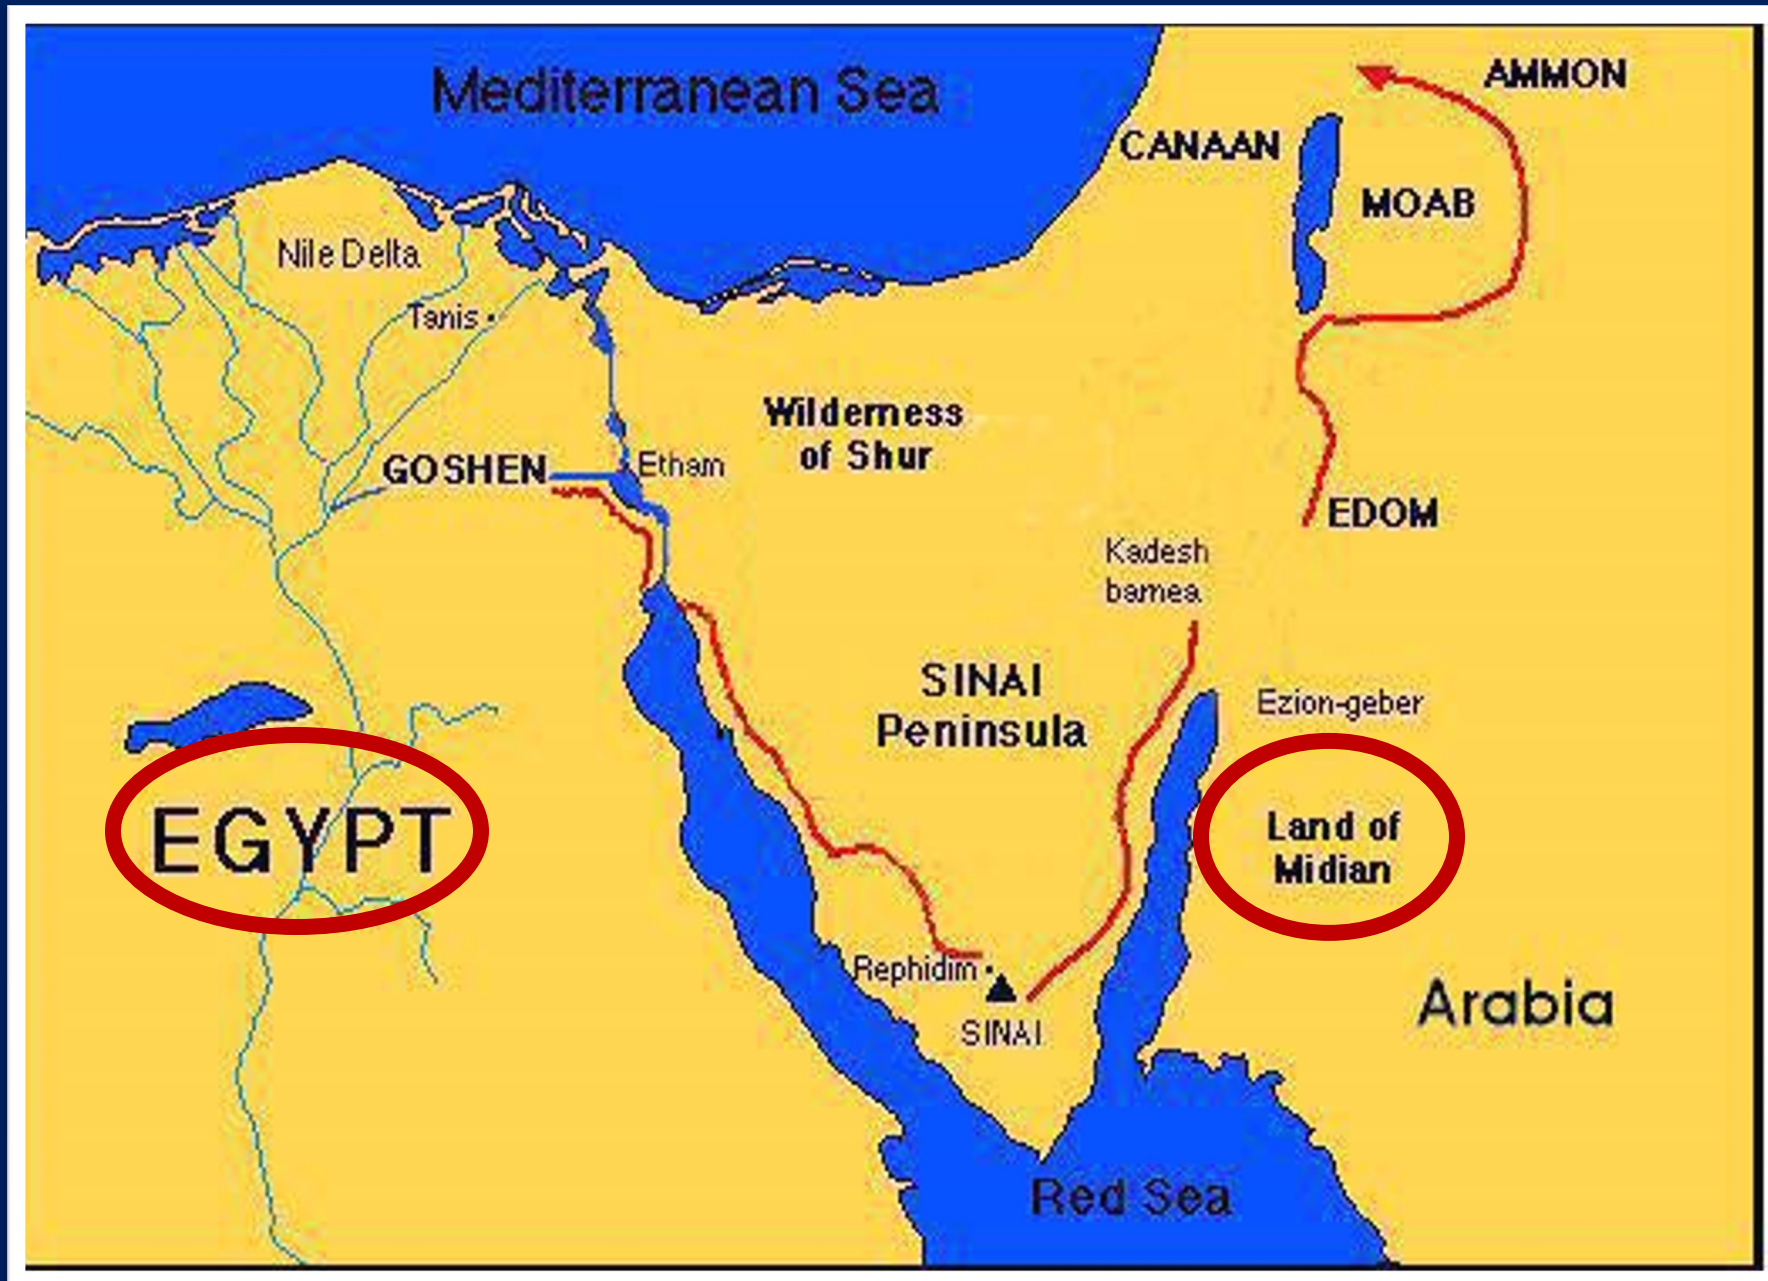 Mediterranean Sea
AMMON
CANAAN
MOAB
Nile Delta
Tanis
Wilderness
of Shur
GOSHEN
Etham
EDOM
Kadesh
barnea
SINAI
Peninsula
Ezion-geber
EGYPT
Land of
Midian
Rephidim
SINAI
Arabia
Red Sea